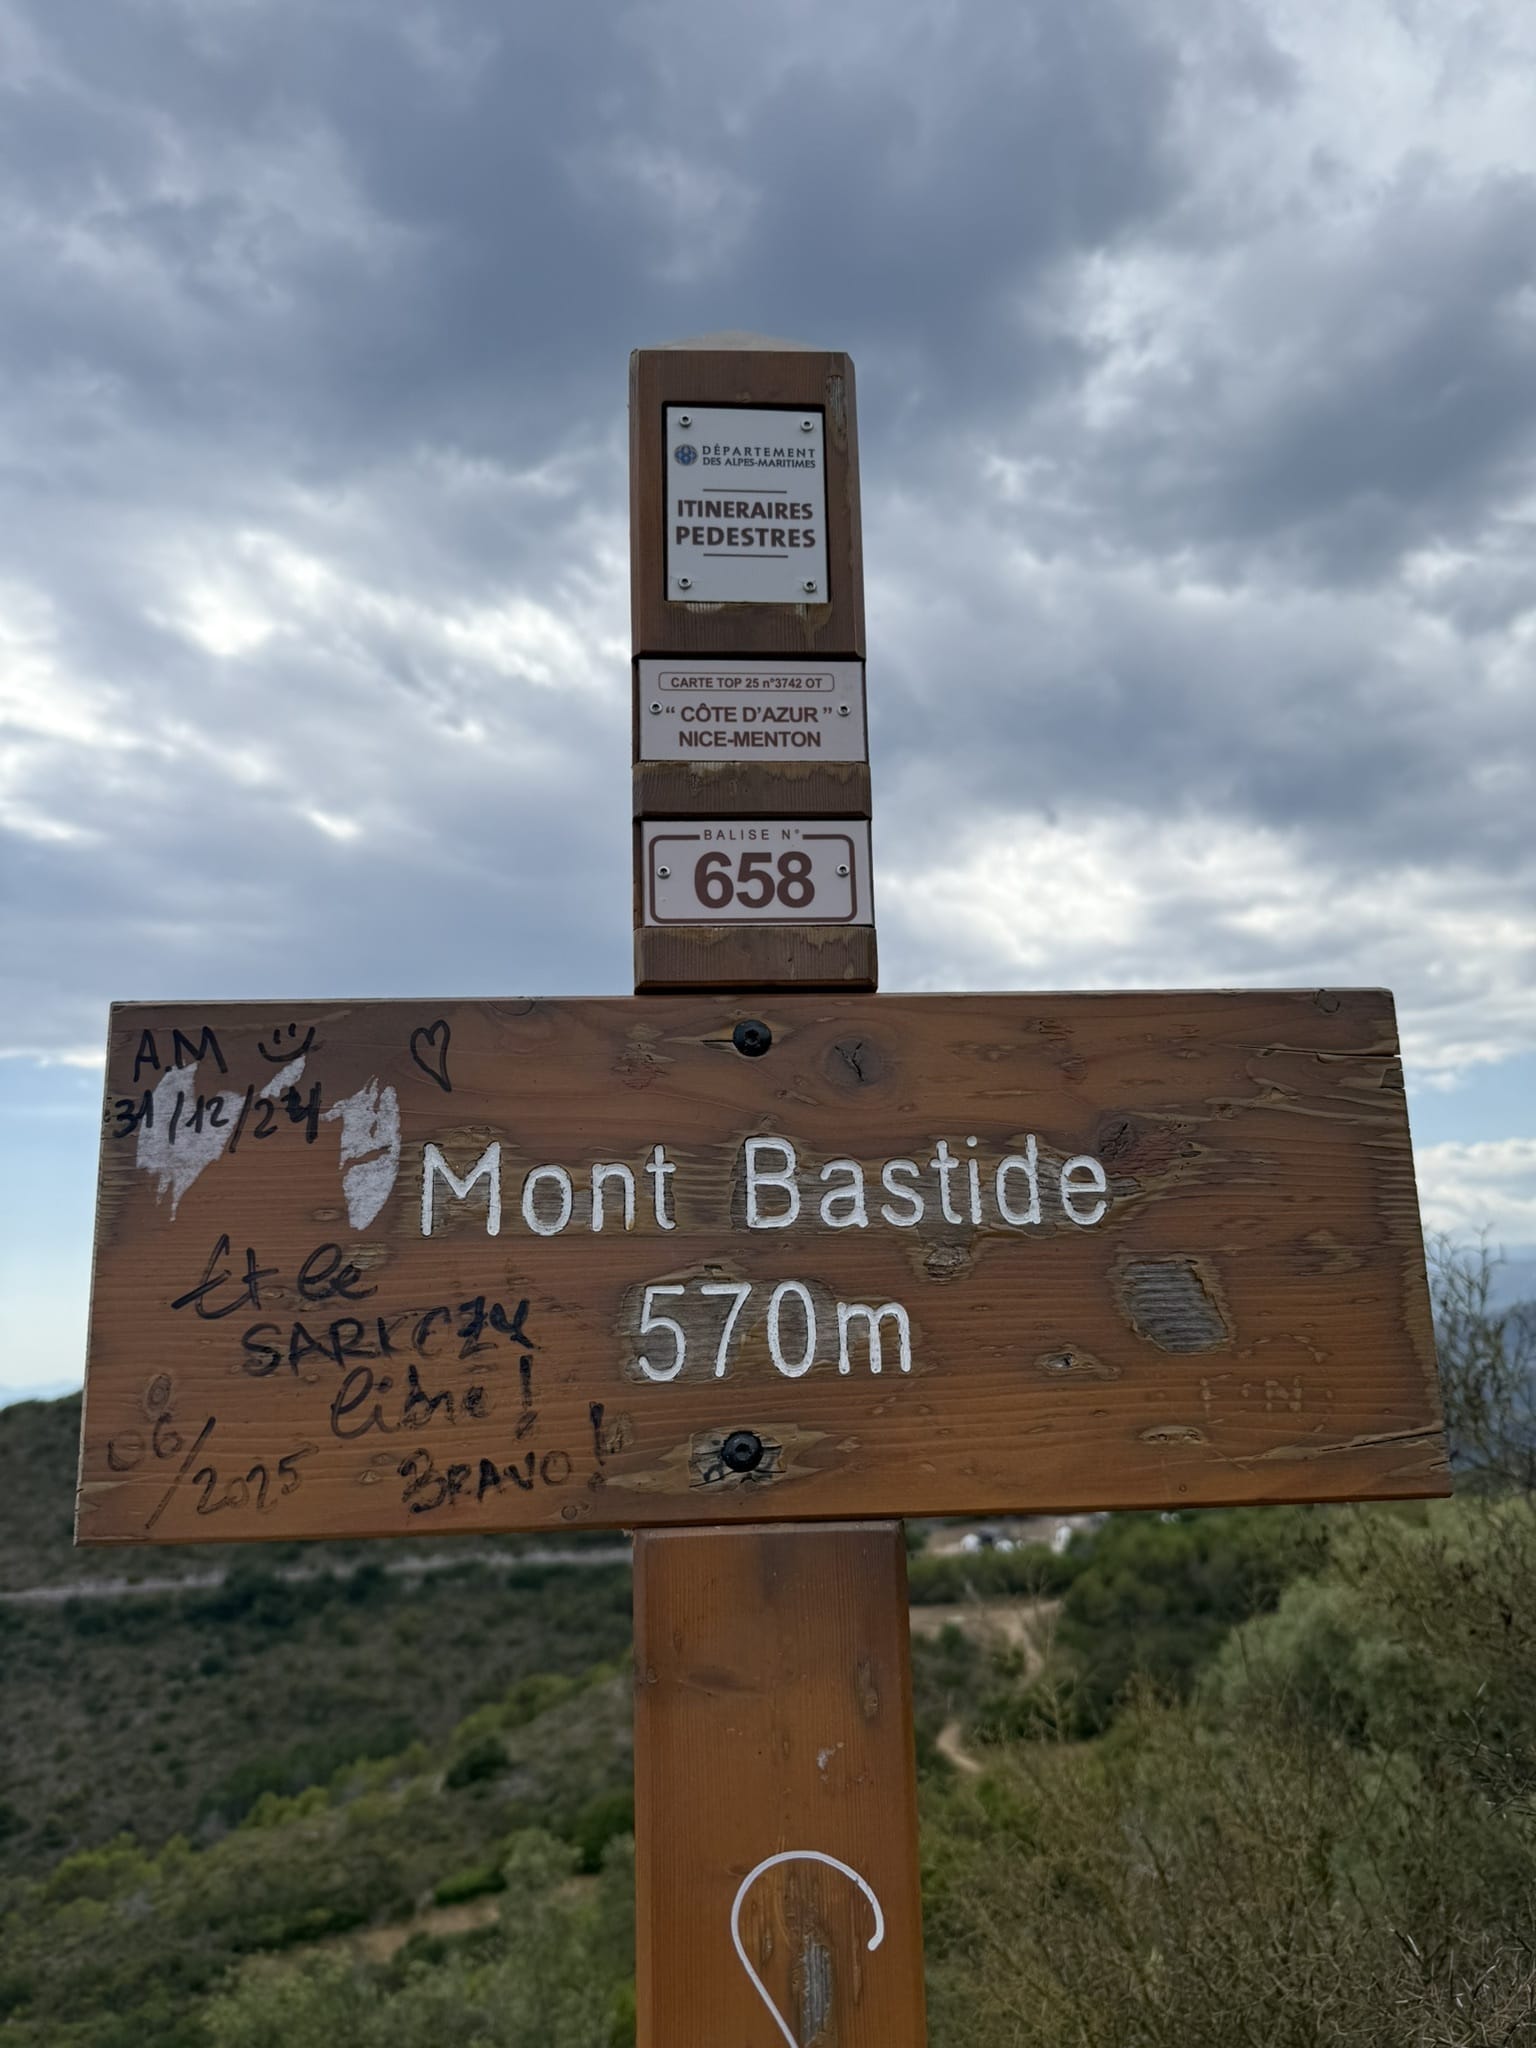 DÉPARTEMENT
DES ALPES-MARITIMES
ITINERAIRES
PEDESTRES
CARTE TOP 25 n°3742 OT
“ CÔTE D'AZUR ”
NICE-MENTON
BALISE N°
658
A.M
31/12/24
Mont Bastide
570m
Et le
SARKOZY
libre !
BRAVO !
06/2025